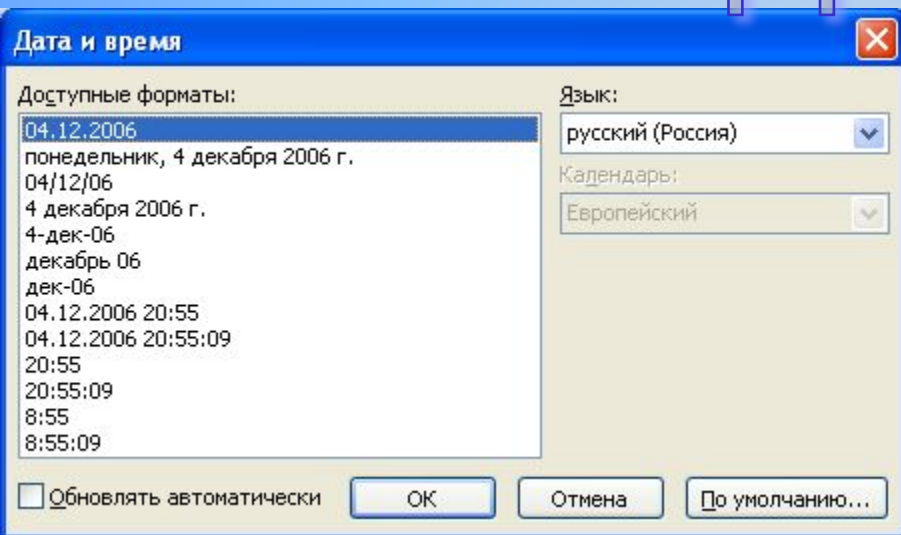 Дата и время
Доступные форматы:
04.12.2006
понедельник, 4 декабря 2006 г.
04/12/06
4 декабря 2006 г.
4-дек-06
декабрь 06
дек-06
04.12.2006 20:55
04.12.2006 20:55:09
20:55
20:55:09
8:55
8:55:09
Язык:
русский (Россия)
Календарь:
Европейский
Обновлять автоматически
ОК
Отмена
По умолчанию...